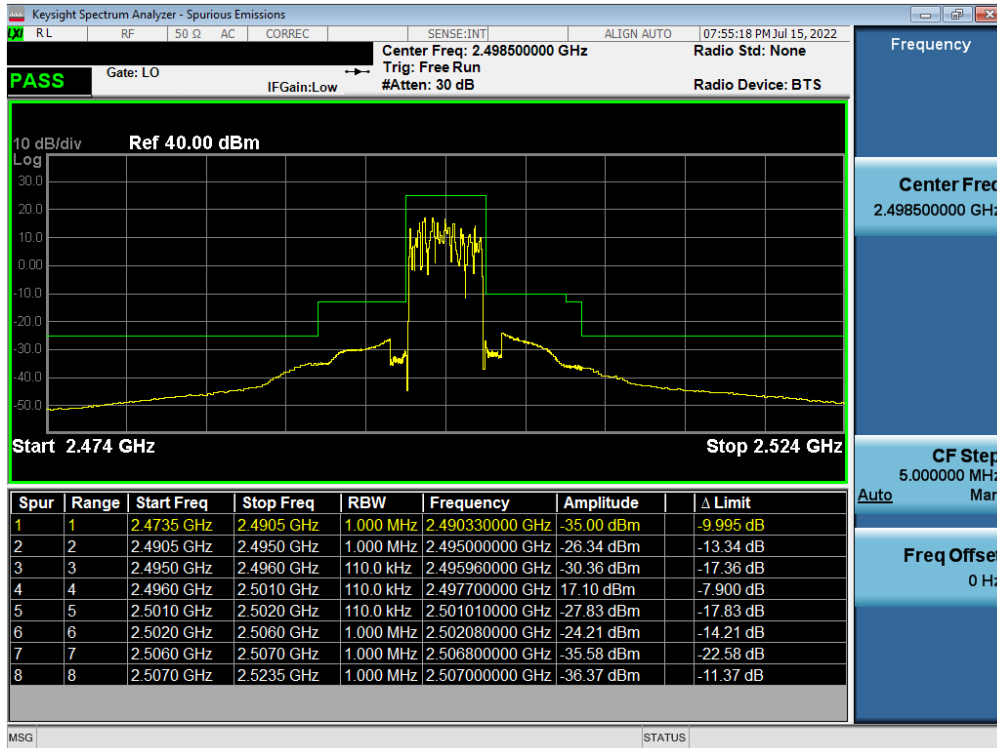 Keysight Spectrum Analyzer - Spurious Emissions
LXI RL RF 50 Ω AC CORREC SENSE:INT ALIGN AUTO 07:55:18 PM Jul 15, 2022
Frequency
Center Freq: 2.498500000 GHz Radio Std: None
PASS Gate: LO Trig: Free Run
IFGain:Low #Atten: 30 dB Radio Device: BTS
10 dB/div Ref 40.00 dBm
Log
30.0
20.0
10.0
0.00
-10.0
-20.0
-30.0
-40.0
-50.0
Start 2.474 GHz Stop 2.524 GHz
Center Freq
2.498500000 GHz
CF Step
5.000000 MHz
Auto Man
Freq Offset
0 Hz
Spur Range Start Freq Stop Freq RBW Frequency Amplitude Δ Limit
1 1 2.4735 GHz 2.4905 GHz 1.000 MHz 2.490330000 GHz -35.00 dBm -9.995 dB
2 2 2.4905 GHz 2.4950 GHz 1.000 MHz 2.495000000 GHz -26.34 dBm -13.34 dB
3 3 2.4950 GHz 2.4960 GHz 110.0 kHz 2.495960000 GHz -30.36 dBm -17.36 dB
4 4 2.4960 GHz 2.5010 GHz 110.0 kHz 2.497700000 GHz 17.10 dBm -7.900 dB
5 5 2.5010 GHz 2.5020 GHz 110.0 kHz 2.501010000 GHz -27.83 dBm -17.83 dB
6 6 2.5020 GHz 2.5060 GHz 1.000 MHz 2.502080000 GHz -24.21 dBm -14.21 dB
7 7 2.5060 GHz 2.5070 GHz 1.000 MHz 2.506800000 GHz -35.58 dBm -22.58 dB
8 8 2.5070 GHz 2.5235 GHz 1.000 MHz 2.507000000 GHz -36.37 dBm -11.37 dB
MSG STATUS